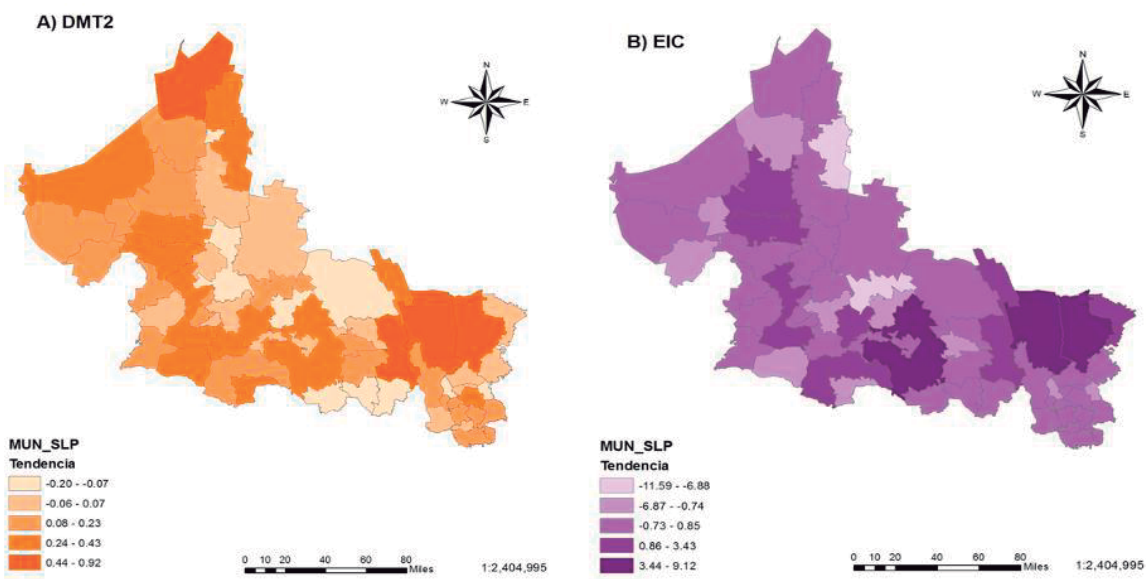 A) DMT2
N
W
E
S
MUN_SLP
Tendencia
-0.20 - -0.07
-0.06 - 0.07
0.08 - 0.23
0.24 - 0.43
0.44 - 0.92
0 10 20 40 60 80
Miles
1:2,404,995
B) EIC
N
W
E
S
MUN_SLP
Tendencia
-11.59 - -6.88
-6.87 - -0.74
-0.73 - 0.85
0.86 - 3.43
3.44 - 9.12
0 10 20 40 60 80
Miles
1:2,404,995